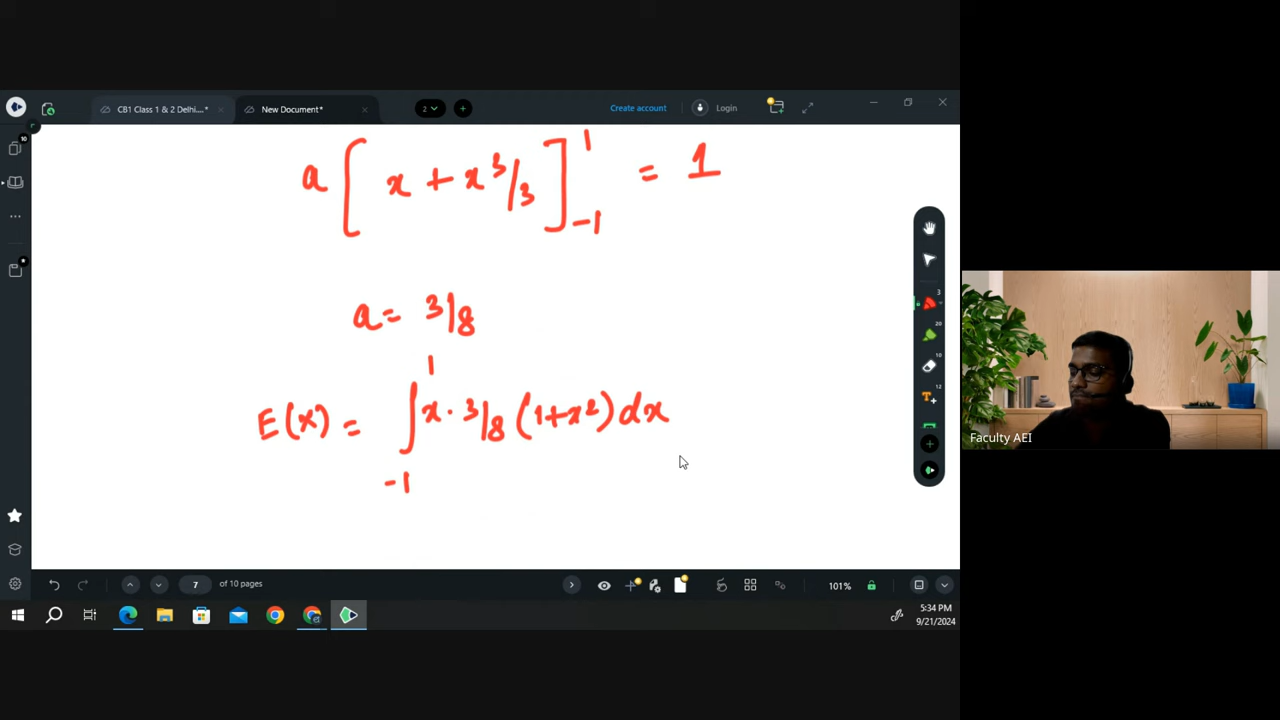 CB1 Class 1 & 2 Delhi....*
New Document*
2
Create account
Login
a [ x + x³/3 ]₋₁¹ = 1
a = 3/8
E(x) = ∫₋₁¹ x · 3/8 (1+x²) dx
Faculty AEI
7 of 10 pages
101%
5:34 PM
9/21/2024